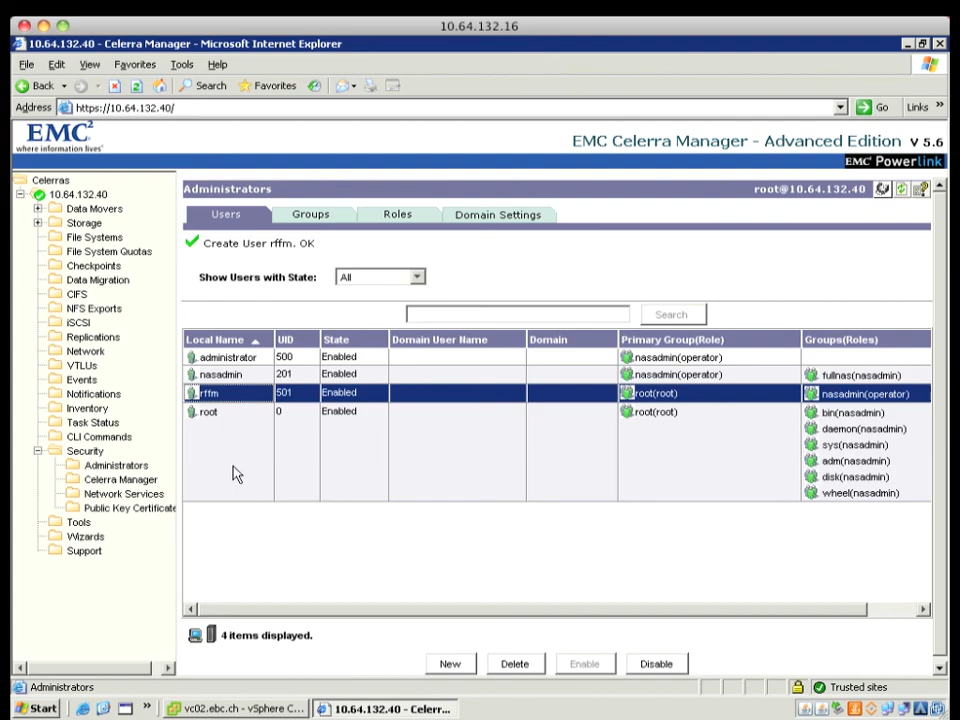 10.64.132.16
10.64.132.40 - Celerra Manager - Microsoft Internet Explorer
File Edit View Favorites Tools Help
Back Search Favorites
Address https://10.64.132.40/ Go Links »
EMC²
where information lives®
EMC Celerra Manager - Advanced Edition V 5.6
EMC² Powerlink
Celerras
10.64.132.40
Data Movers
Storage
File Systems
File System Quotas
Checkpoints
Data Migration
CIFS
NFS Exports
iSCSI
Replications
Network
VTLUs
Events
Notifications
Inventory
Task Status
CLI Commands
Security
Administrators
Celerra Manager
Network Services
Public Key Certificate
Tools
Wizards
Support
Administrators root@10.64.132.40
Users Groups Roles Domain Settings
Create User rffm. OK
Show Users with State: All
Search
Local Name UID State Domain User Name Domain Primary Group(Role) Groups(Roles)
administrator 500 Enabled nasadmin(operator)
nasadmin 201 Enabled nasadmin(operator) fullnas(nasadmin)
rffm 501 Enabled root(root) nasadmin(operator)
root 0 Enabled root(root) bin(nasadmin)
daemon(nasadmin)
sys(nasadmin)
adm(nasadmin)
disk(nasadmin)
wheel(nasadmin)
4 items displayed.
New Delete Enable Disable
Administrators Trusted sites
Start » vc02.ebc.ch - vSphere C... 10.64.132.40 - Celerr...